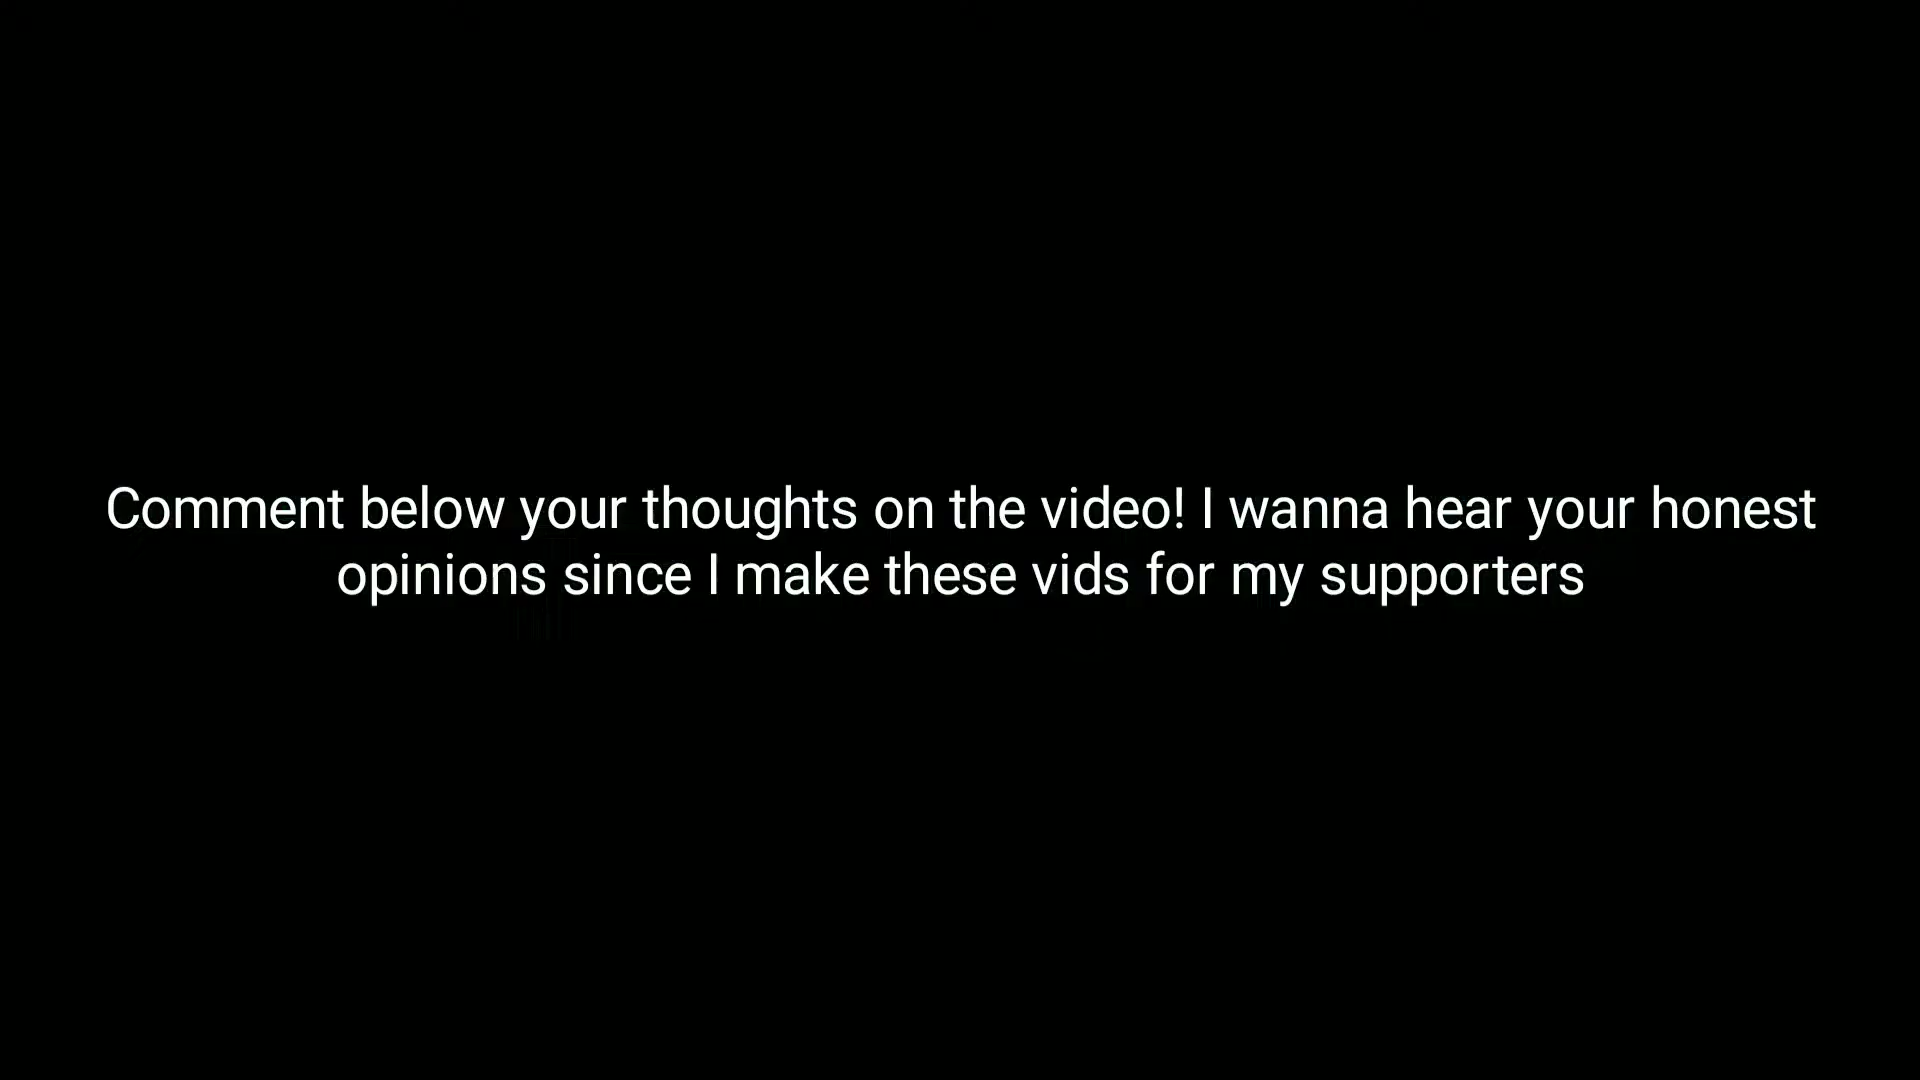 Comment below your thoughts on the video! I wanna hear your honest
opinions since I make these vids for my supporters